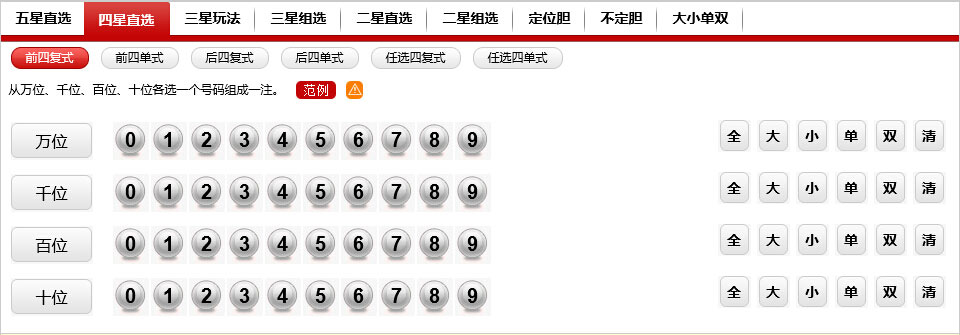 五星直选 四星直选 三星玩法 三星组选 二星直选 二星组选 定位胆 不定胆 大小单双
前四复式 前四单式 后四复式 后四单式 任选四复式 任选四单式
从万位、千位、百位、十位各选一个号码组成一注。 范例
万位 0 1 2 3 4 5 6 7 8 9 全 大 小 单 双 清
千位 0 1 2 3 4 5 6 7 8 9 全 大 小 单 双 清
百位 0 1 2 3 4 5 6 7 8 9 全 大 小 单 双 清
十位 0 1 2 3 4 5 6 7 8 9 全 大 小 单 双 清